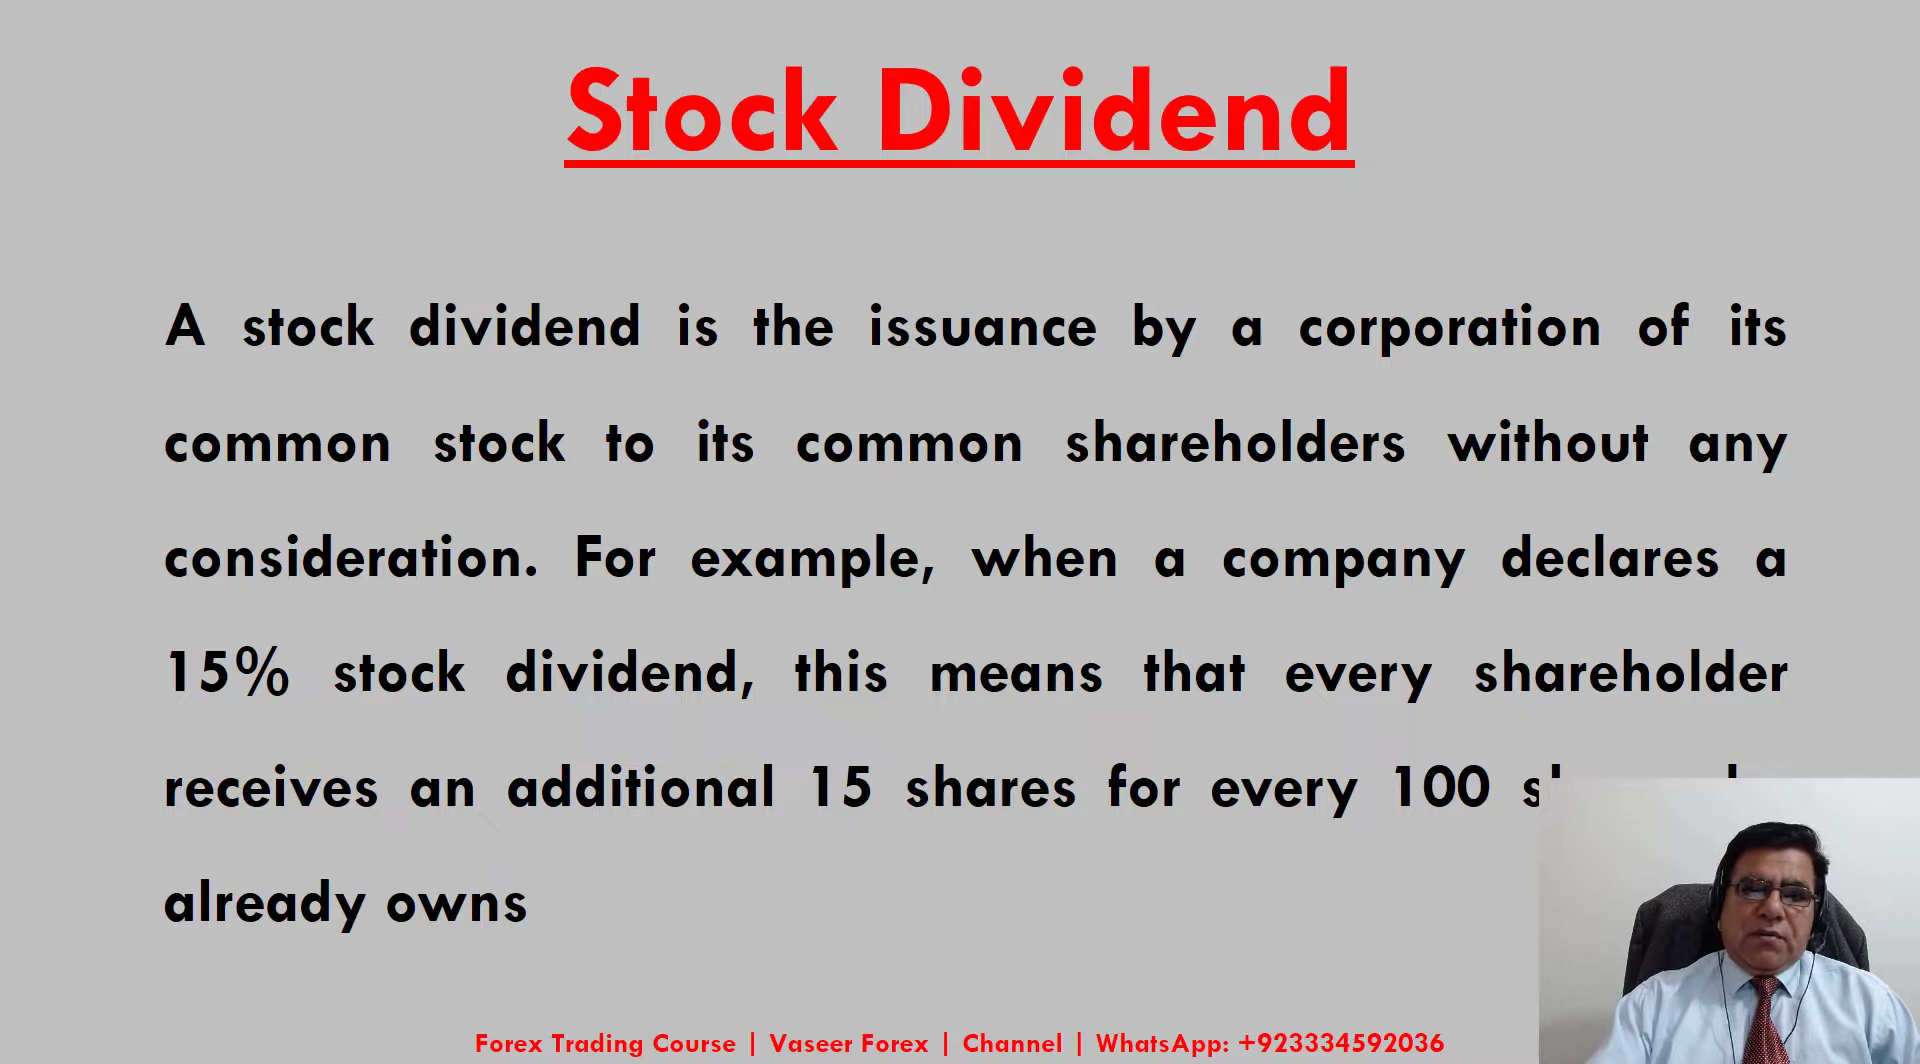 Stock Dividend
A stock dividend is the issuance by a corporation of its
common stock to its common shareholders without any
consideration. For example, when a company declares a
15% stock dividend, this means that every shareholder
receives an additional 15 shares for every 100
already owns
Forex Trading Course | Vaseer Forex | Channel | WhatsApp: +923334592036